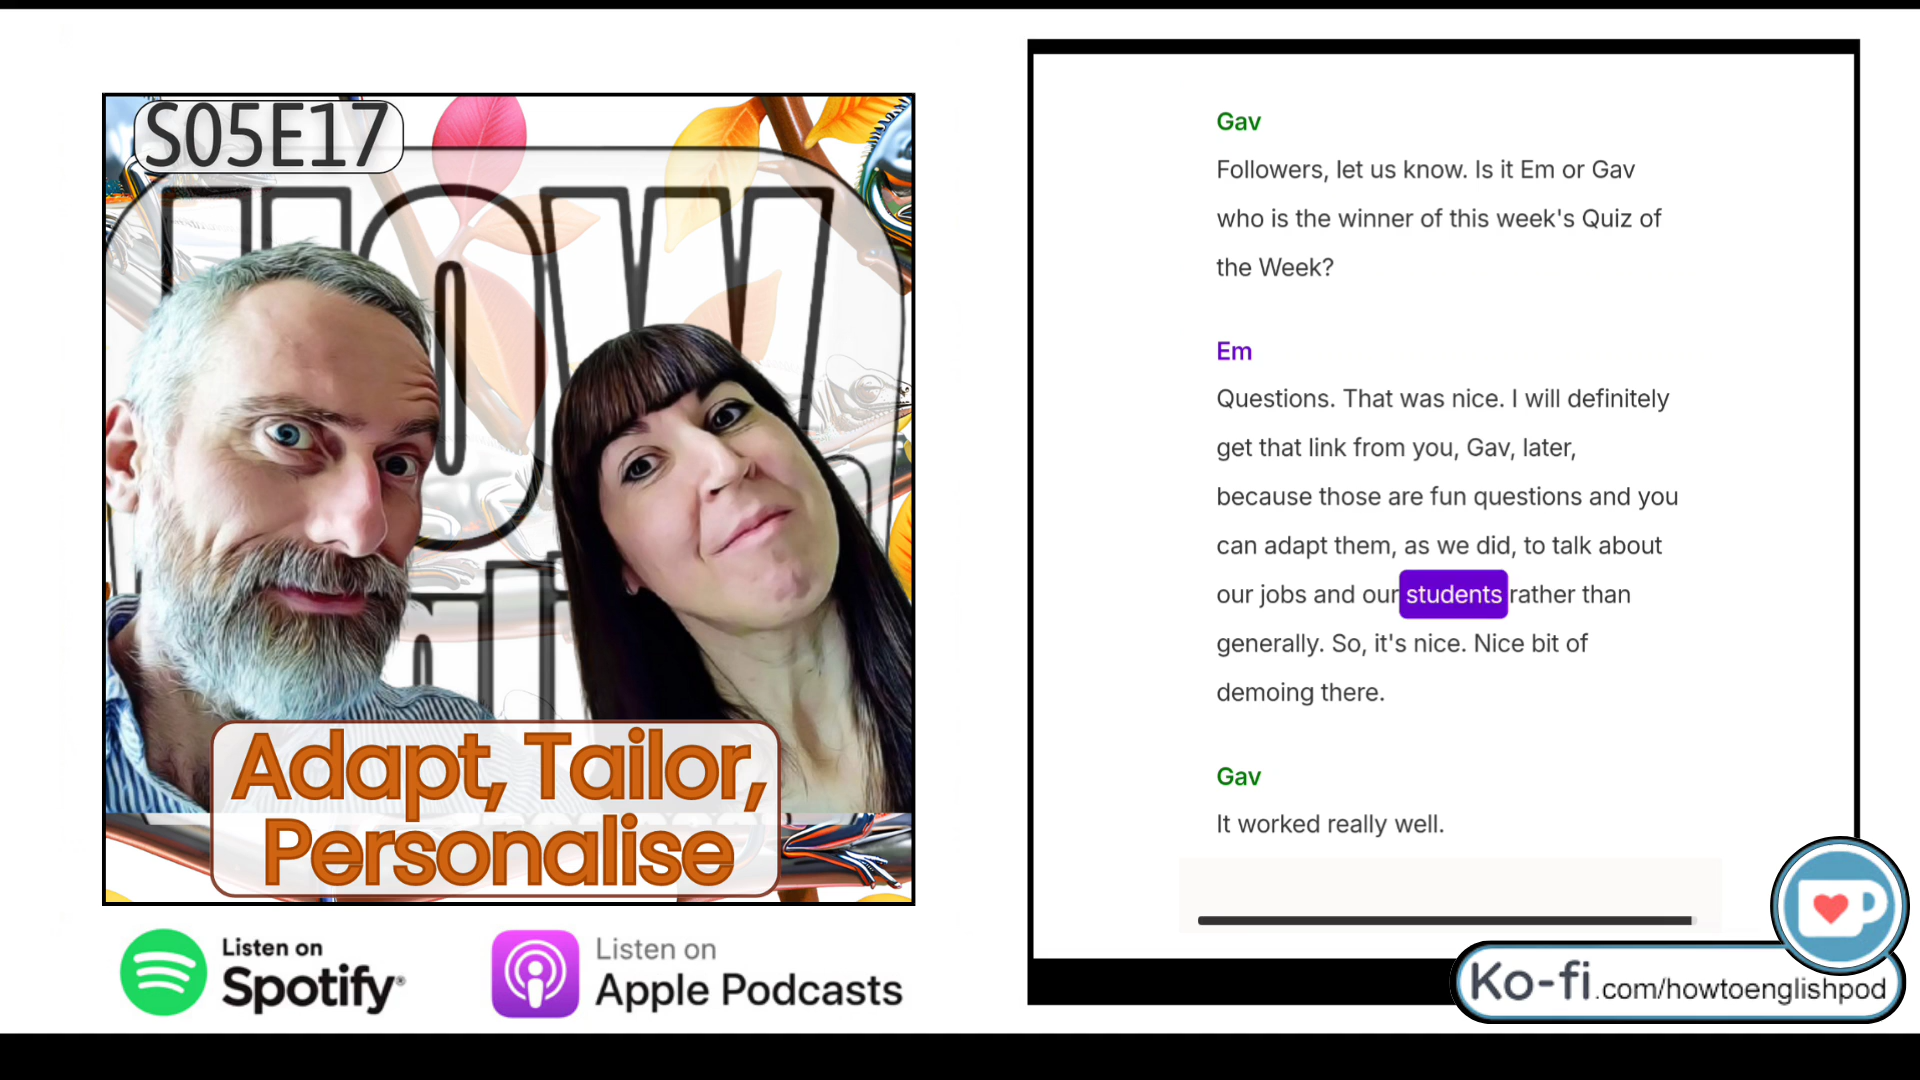 S05E17
HOW
Adapt, Tailor,
Personalise
Listen on
Spotify®
Listen on
Apple Podcasts
Gav
Followers, let us know. Is it Em or Gav
who is the winner of this week's Quiz of
the Week?
Em
Questions. That was nice. I will definitely
get that link from you, Gav, later,
because those are fun questions and you
can adapt them, as we did, to talk about
our jobs and our students rather than
generally. So, it's nice. Nice bit of
demoing there.
Gav
It worked really well.
Ko-fi.com/howtoenglishpod